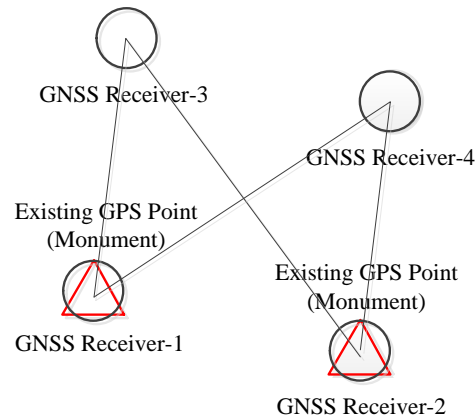 GNSS Receiver-3
GNSS Receiver-4
Existing GPS Point
(Monument)
GNSS Receiver-1
Existing GPS Point
(Monument)
GNSS Receiver-2